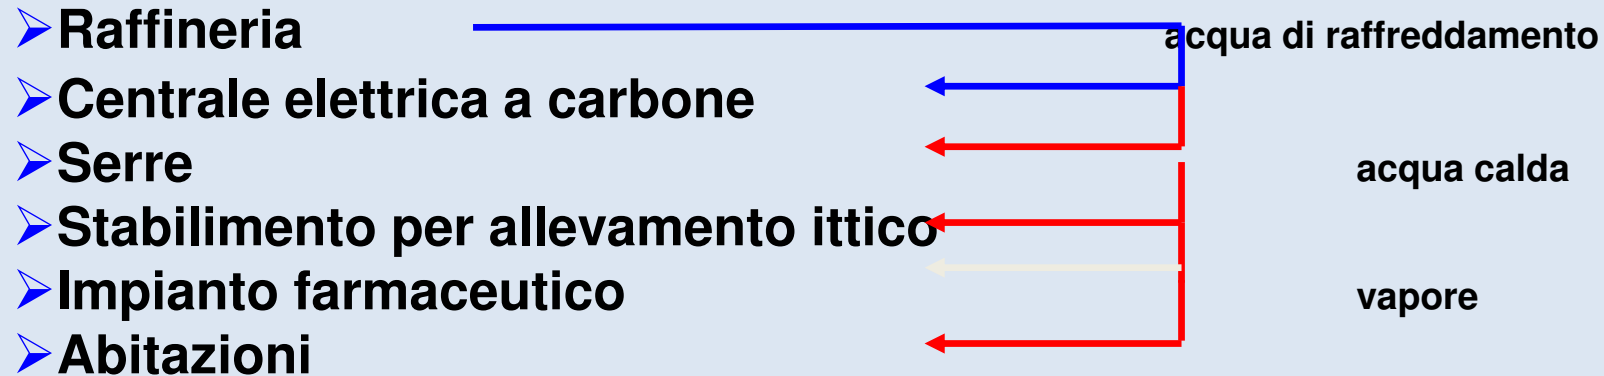 ➢Raffineria acqua di raffreddamento
➢Centrale elettrica a carbone
➢Serre acqua calda
➢Stabilimento per allevamento ittico
➢Impianto farmaceutico vapore
➢Abitazioni